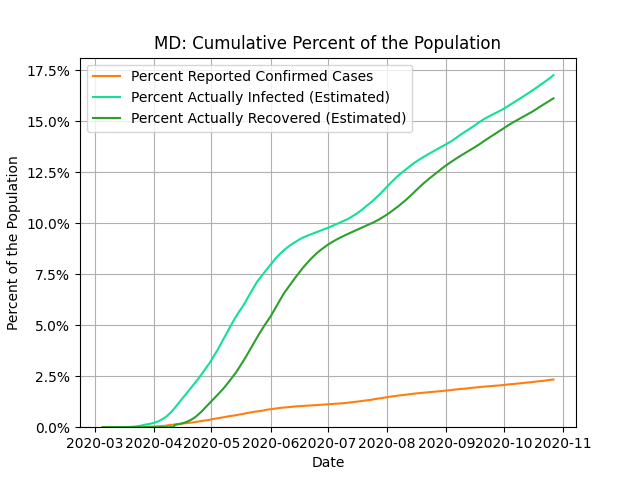 MD: Cumulative Percent of the Population
Percent Reported Confirmed Cases
Percent Actually Infected (Estimated)
Percent Actually Recovered (Estimated)
17.5%
15.0%
12.5%
10.0%
7.5%
5.0%
2.5%
0.0%
Percent of the Population
2020-03 2020-04 2020-05 2020-06 2020-07 2020-08 2020-09 2020-10 2020-11
Date